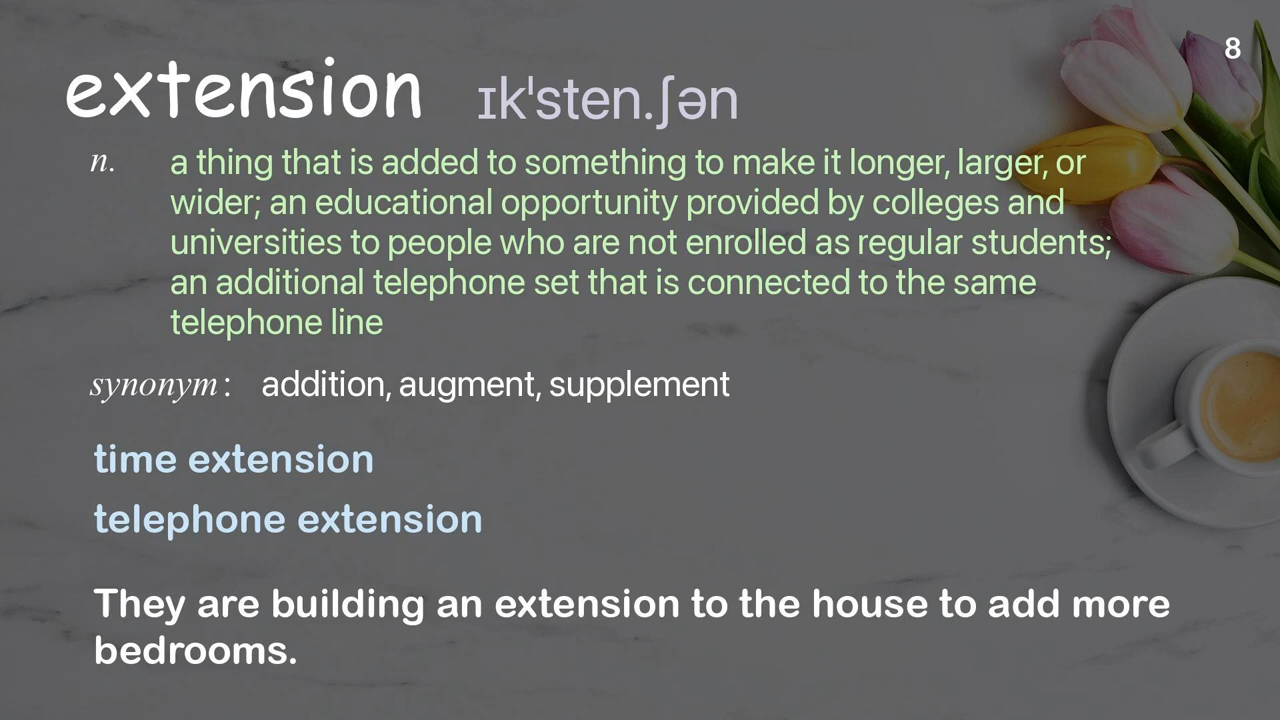 8
extension ɪkˈsten.ʃən
n. a thing that is added to something to make it longer, larger, or
wider; an educational opportunity provided by colleges and
universities to people who are not enrolled as regular students;
an additional telephone set that is connected to the same
telephone line
synonym: addition, augment, supplement
time extension
telephone extension
They are building an extension to the house to add more
bedrooms.